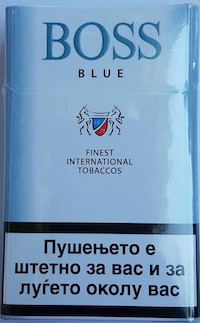 BOSS
BLUE
FINEST
INTERNATIONAL
TOBACCOS
Пушењето е
штетно за вас и за
луѓето околу вас